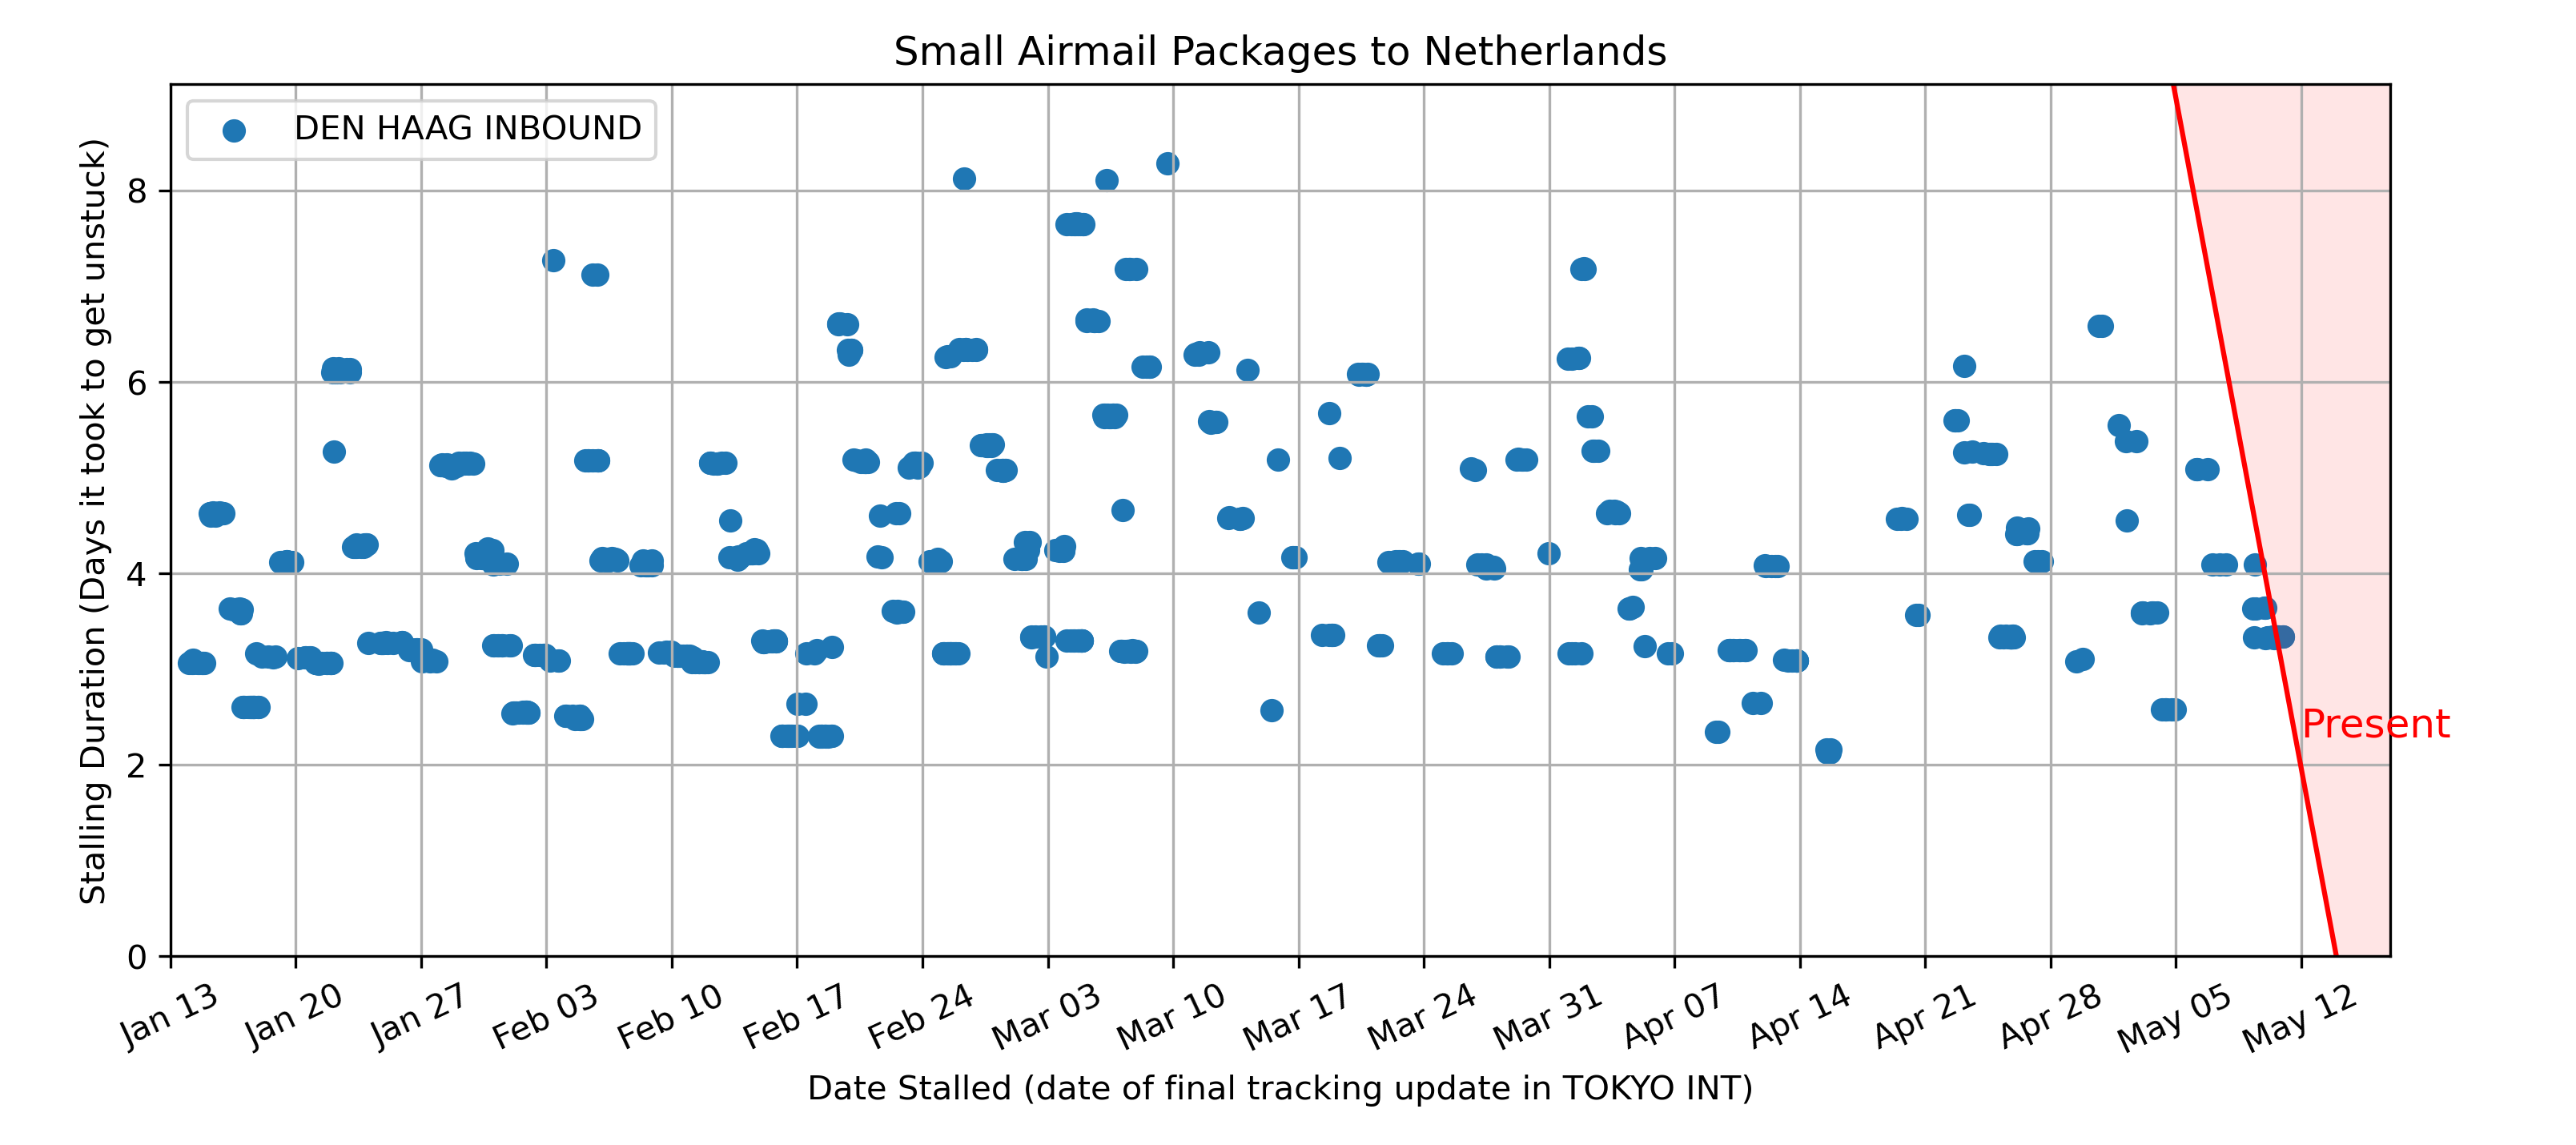 Small Airmail Packages to Netherlands
DEN HAAG INBOUND
Stalling Duration (Days it took to get unstuck)
8
6
4
2
0
Present
Jan 13
Jan 20
Jan 27
Feb 03
Feb 10
Feb 17
Feb 24
Mar 03
Mar 10
Mar 17
Mar 24
Mar 31
Apr 07
Apr 14
Apr 21
Apr 28
May 05
May 12
Date Stalled (date of final tracking update in TOKYO INT)